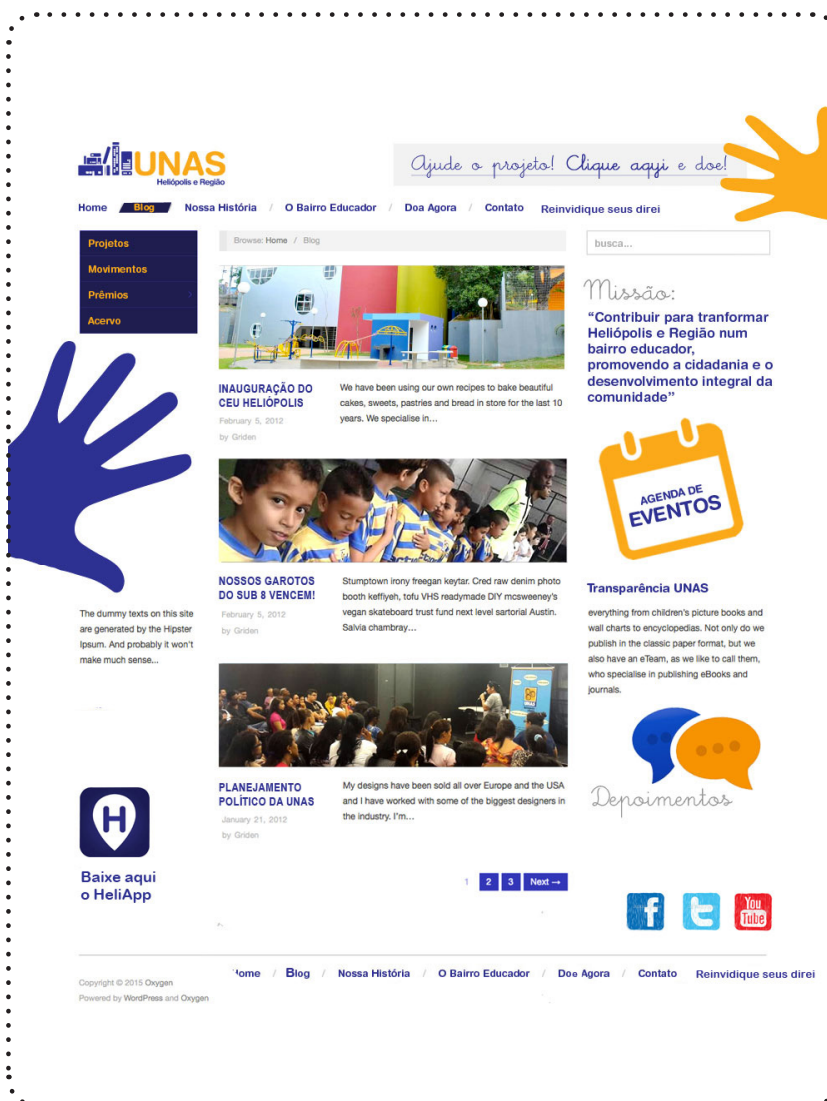 UNAS
Heliópolis e Região
Ajude o projeto! Clique aqui e doe!
Home Blog Nossa História / O Bairro Educador / Doa Agora / Contato Reinvidique seus direi
Projetos
Movimentos
Prêmios
Acervo
Browse: Home / Blog
busca...
Missão:
“Contribuir para tranformar
Heliópolis e Região num
bairro educador,
promovendo a cidadania e o
desenvolvimento integral da
comunidade”
INAUGURAÇÃO DO
CEU HELIÓPOLIS
February 5, 2012
by Griden
We have been using our own recipes to bake beautiful
cakes, sweets, pastries and bread in store for the last 10
years. We specialise in…
AGENDA DE
EVENTOS
NOSSOS GAROTOS
DO SUB 8 VENCEM!
February 5, 2012
by Griden
Stumptown irony freegan keytar. Cred raw denim photo
booth keffiyeh, tofu VHS readymade DIY mcsweeney's
vegan skateboard trust fund next level sartorial Austin.
Salvia chambray…
The dummy texts on this site
are generated by the Hipster
Ipsum. And probably it won't
make much sense...
Transparência UNAS
everything from children's picture books and
wall charts to encyclopedias. Not only do we
publish in the classic paper format, but we
also have an eTeam, as we like to call them,
who specialise in publishing eBooks and
journals.
UNAS
PLANEJAMENTO
POLÍTICO DA UNAS
January 21, 2012
by Griden
My designs have been sold all over Europe and the USA
and I have worked with some of the biggest designers in
the industry. I'm…
Depoimentos
H
Baixe aqui
o HeliApp
1 2 3 Next →
f t You
Tube
Home / Blog / Nossa História / O Bairro Educador / Doe Agora / Contato Reinvidique seus direi
Copyright © 2015 Oxygen
Powered by WordPress and Oxygen